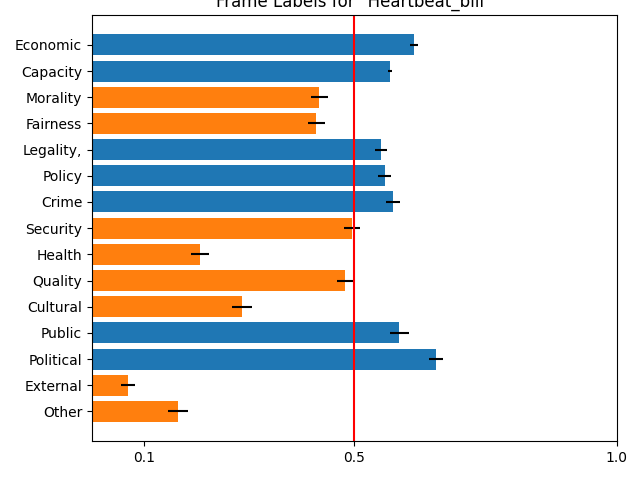 Frame Labels for "Heartbeat_bill"
Economic
Capacity
Morality
Fairness
Legality,
Policy
Crime
Security
Health
Quality
Cultural
Public
Political
External
Other
0.1 0.5 1.0